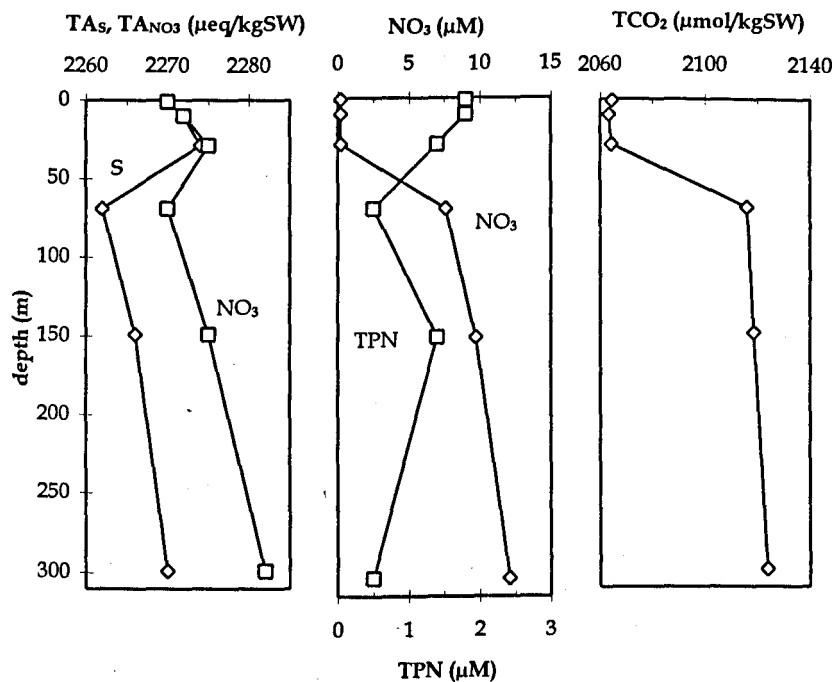 TAS, TANO3 (µeq/kgSW)
2260 2270 2280
NO3 (µM)
0 5 10 15
TCO2 (µmol/kgSW)
2060 2100 2140
depth (m)
0
50
100
150
200
250
300
S
NO3
NO3
TPN
0 1 2 3
TPN (µM)